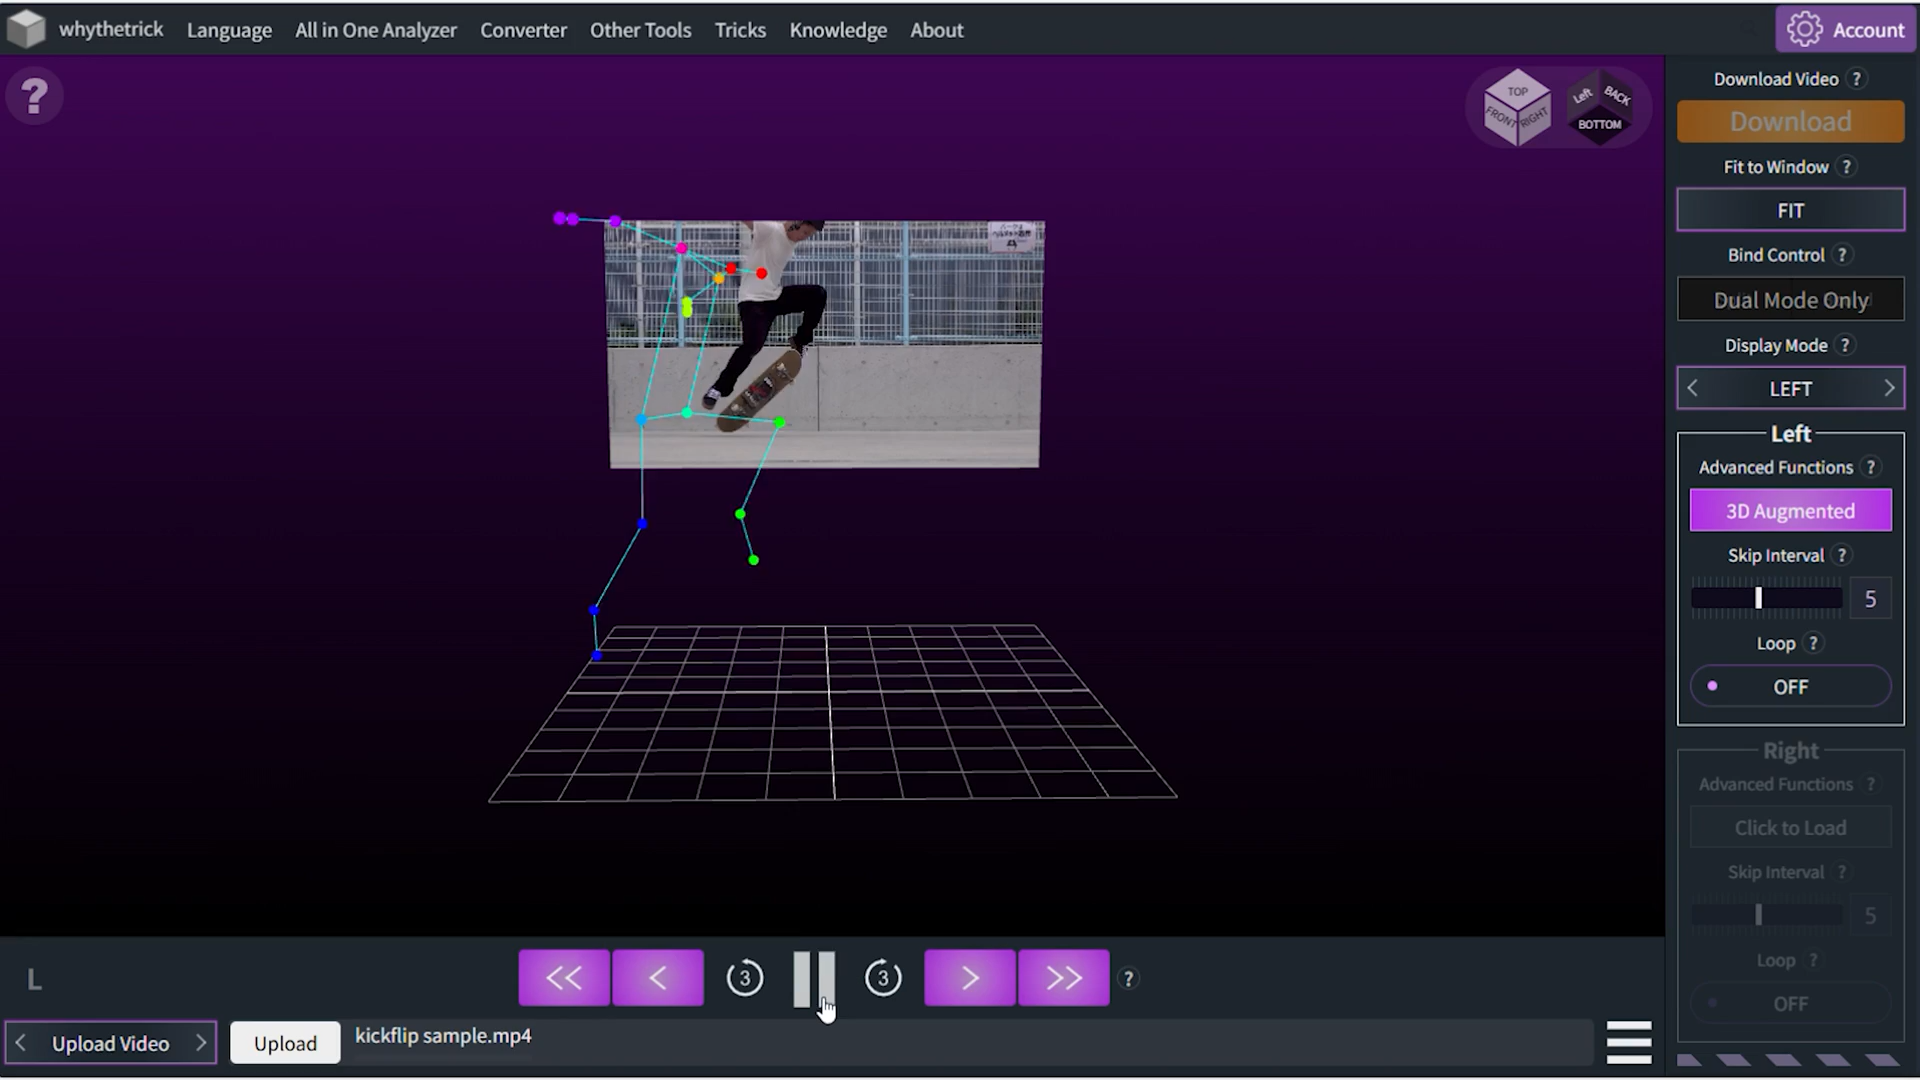 whythetrick Language All in One Analyzer Converter Other Tools Tricks Knowledge About Account
?
TOP FRONT RIGHT Left BACK BOTTOM
Download Video ?
Download
Fit to Window ?
FIT
Bind Control ?
Dual Mode Only
Display Mode ?
< LEFT >
Left
Advanced Functions ?
3D Augmented
Skip Interval ?
5
Loop ?
OFF
Right
Advanced Functions ?
Click to Load
Skip Interval ?
5
Loop ?
OFF
L << < 3 3 > >> ?
< Upload Video > Upload kickflip sample.mp4